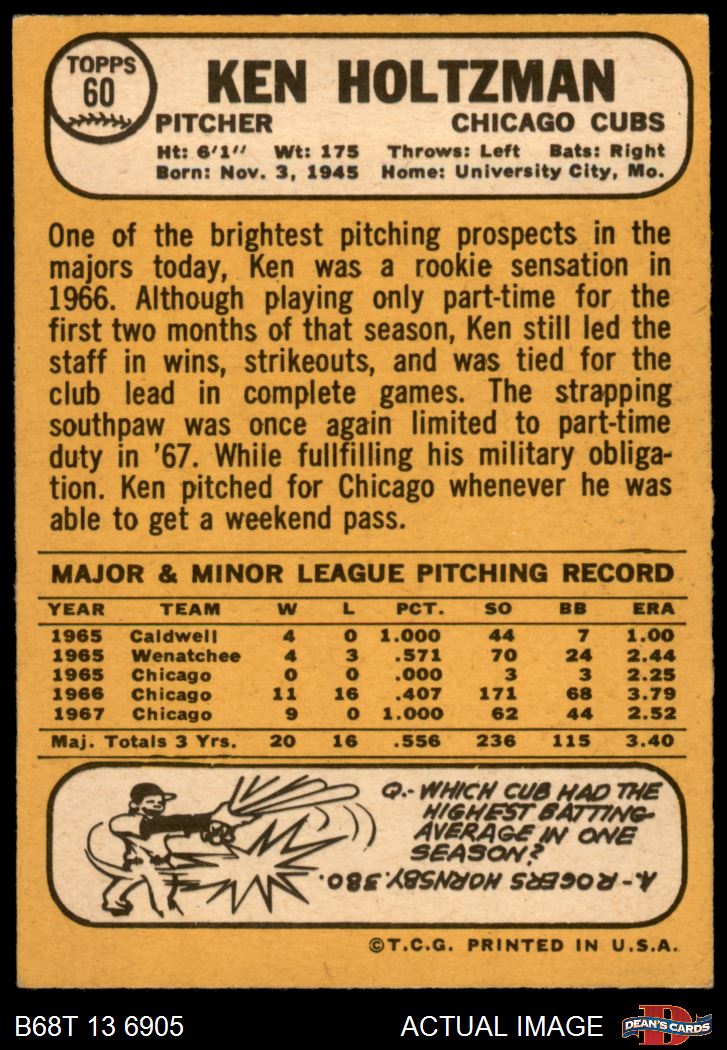 TOPPS
60
KEN HOLTZMAN
PITCHER CHICAGO CUBS
Ht: 6'1" Wt: 175 Throws: Left Bats: Right
Born: Nov. 3, 1945 Home: University City, Mo.
One of the brightest pitching prospects in the
majors today, Ken was a rookie sensation in
1966. Although playing only part-time for the
first two months of that season, Ken still led the
staff in wins, strikeouts, and was tied for the
club lead in complete games. The strapping
southpaw was once again limited to part-time
duty in '67. While fullfilling his military obliga-
tion. Ken pitched for Chicago whenever he was
able to get a weekend pass.
MAJOR & MINOR LEAGUE PITCHING RECORD
YEAR TEAM W L PCT. SO BB ERA
1965 Caldwell 4 0 1.000 44 7 1.00
1965 Wenatchee 4 3 .571 70 24 2.44
1965 Chicago 0 0 .000 3 3 2.25
1966 Chicago 11 16 .407 171 68 3.79
1967 Chicago 9 0 1.000 62 44 2.52
Maj. Totals 3 Yrs. 20 16 .556 236 115 3.40
Q.- WHICH CUB HAD THE
HIGHEST BATTING
AVERAGE IN ONE
SEASON?
A.- ROGERS HORNSBY .380.
©T.C.G. PRINTED IN U.S.A.
B68T 13 6905 ACTUAL IMAGE
D
DEAN'S CARDS